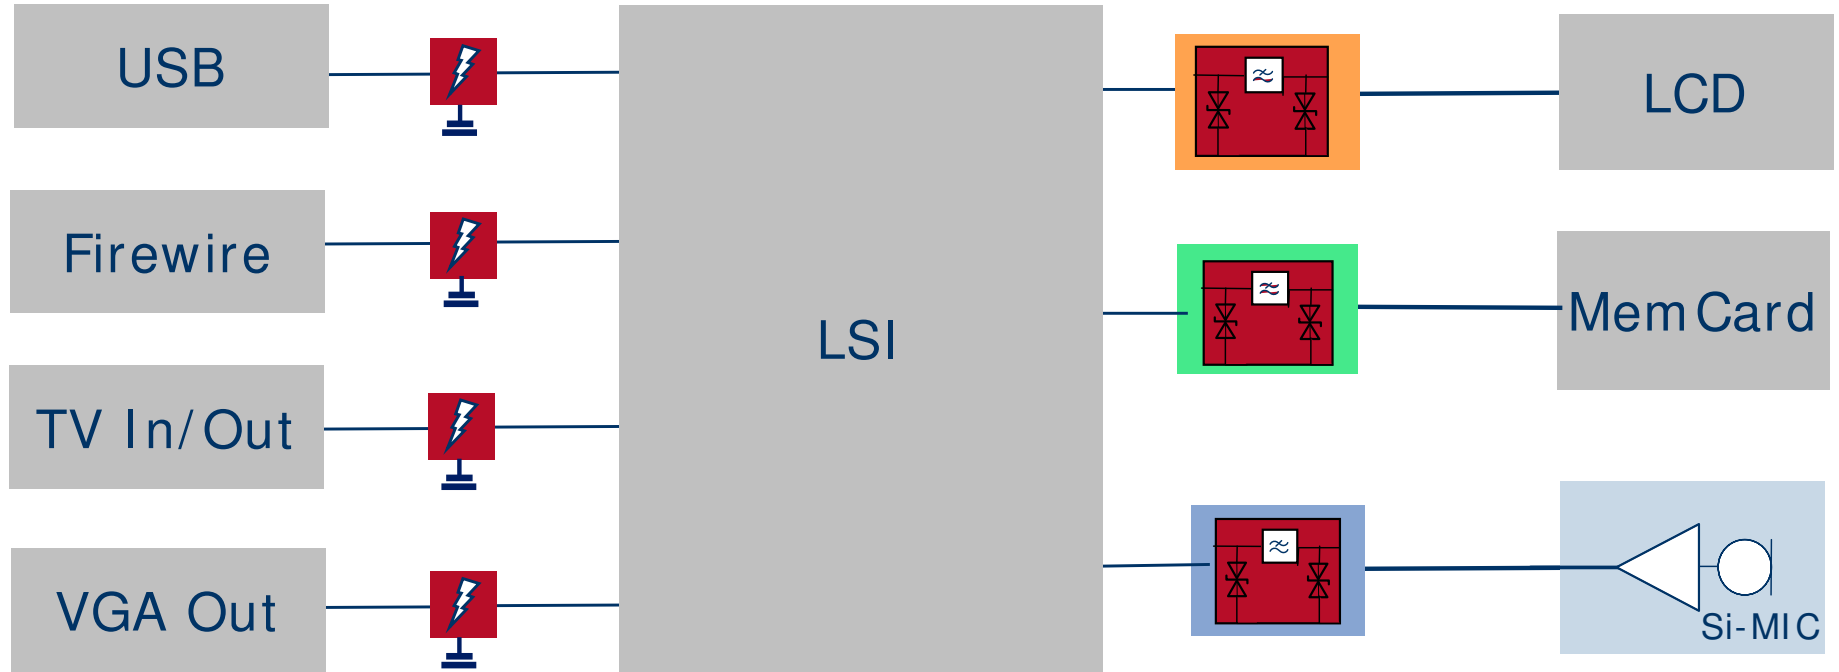 USB
Firewire
TV In/Out
VGA Out
LSI
LCD
Mem Card
Si-MIC